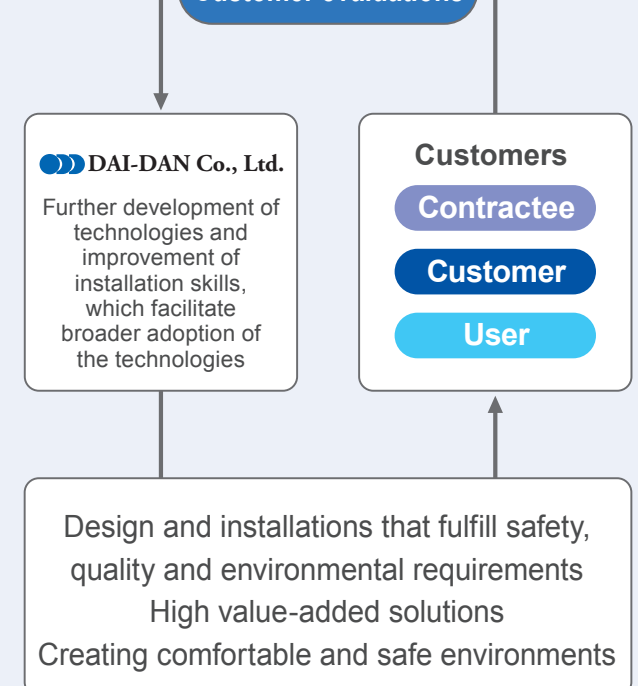 Customer evaluations
DAI-DAN Co., Ltd.
Further development of
technologies and
improvement of
installation skills,
which facilitate
broader adoption of
the technologies
Customers
Contractee
Customer
User
Design and installations that fulfill safety,
quality and environmental requirements
High value-added solutions
Creating comfortable and safe environments